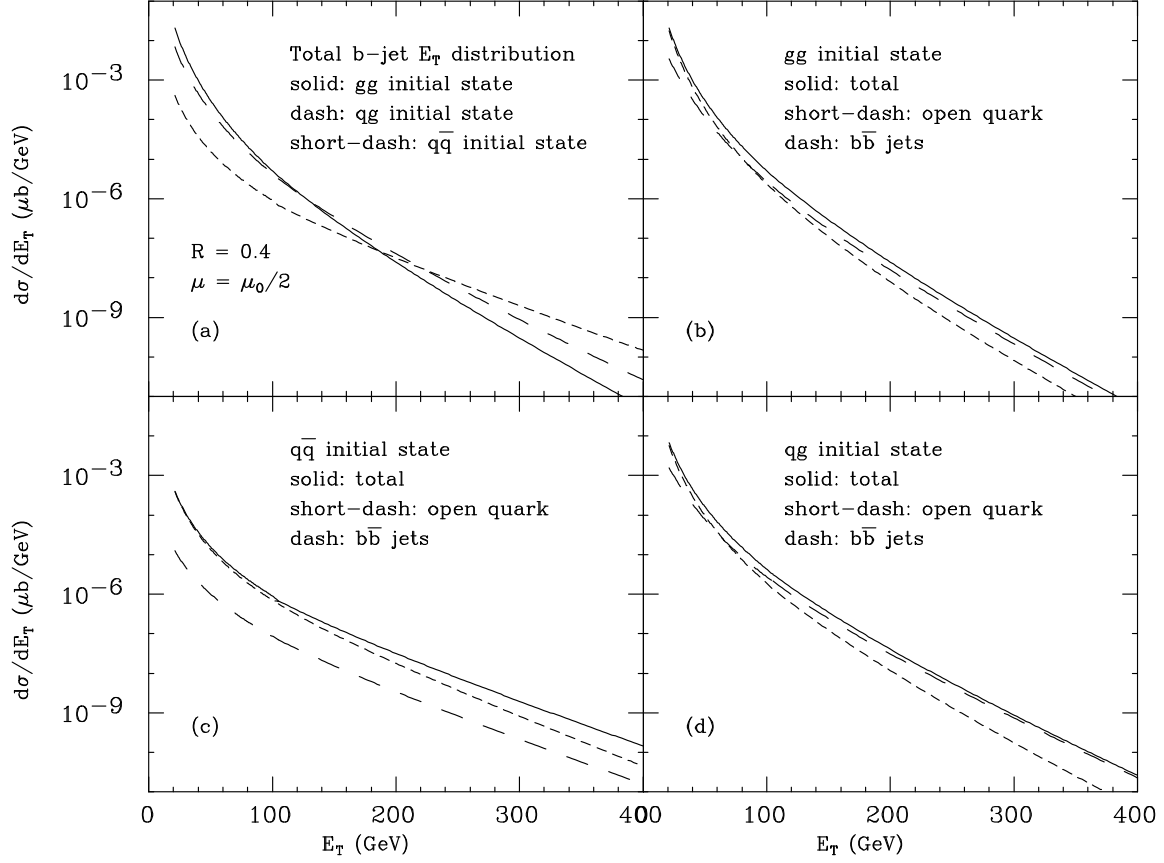 Total b-jet E_T distribution
solid: gg initial state
dash: qg initial state
short-dash: qq̅ initial state
R = 0.4
μ = μ₀/2
(a)
10⁻³
10⁻⁶
10⁻⁹
dσ/dE_T (μb/GeV)
gg initial state
solid: total
short-dash: open quark
dash: bb̅ jets
(b)
qq̅ initial state
solid: total
short-dash: open quark
dash: bb̅ jets
(c)
10⁻³
10⁻⁶
10⁻⁹
dσ/dE_T (μb/GeV)
0 100 200 300 400
E_T (GeV)
qg initial state
solid: total
short-dash: open quark
dash: bb̅ jets
(d)
0 100 200 300 400
E_T (GeV)